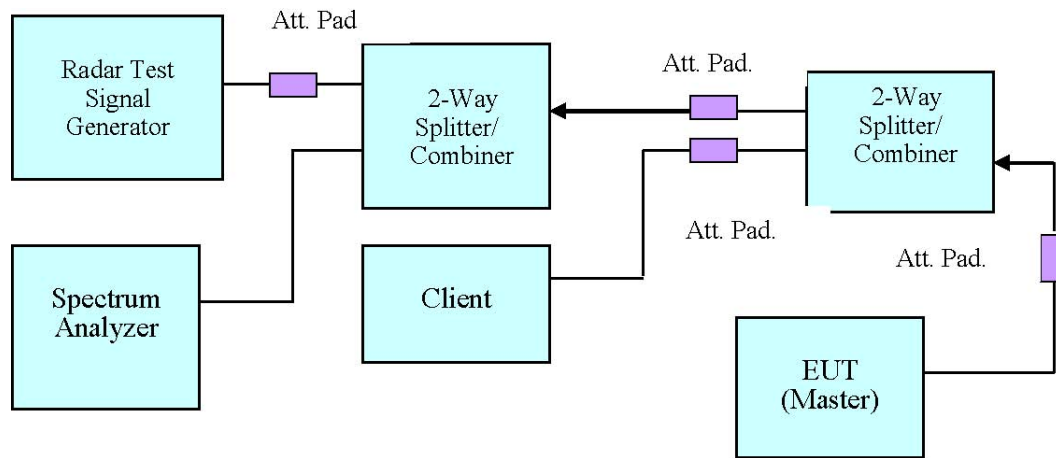 Att. Pad
Radar Test
Signal
Generator
2-Way
Splitter/
Combiner
Att. Pad.
2-Way
Splitter/
Combiner
Att. Pad.
Att. Pad.
Spectrum
Analyzer
Client
EUT
(Master)